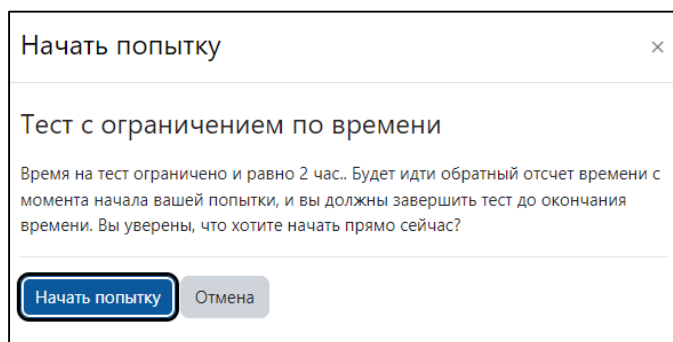 Начать попытку ×
Тест с ограничением по времени
Время на тест ограничено и равно 2 час.. Будет идти обратный отсчет времени с
момента начала вашей попытки, и вы должны завершить тест до окончания
времени. Вы уверены, что хотите начать прямо сейчас?
Начать попытку Отмена